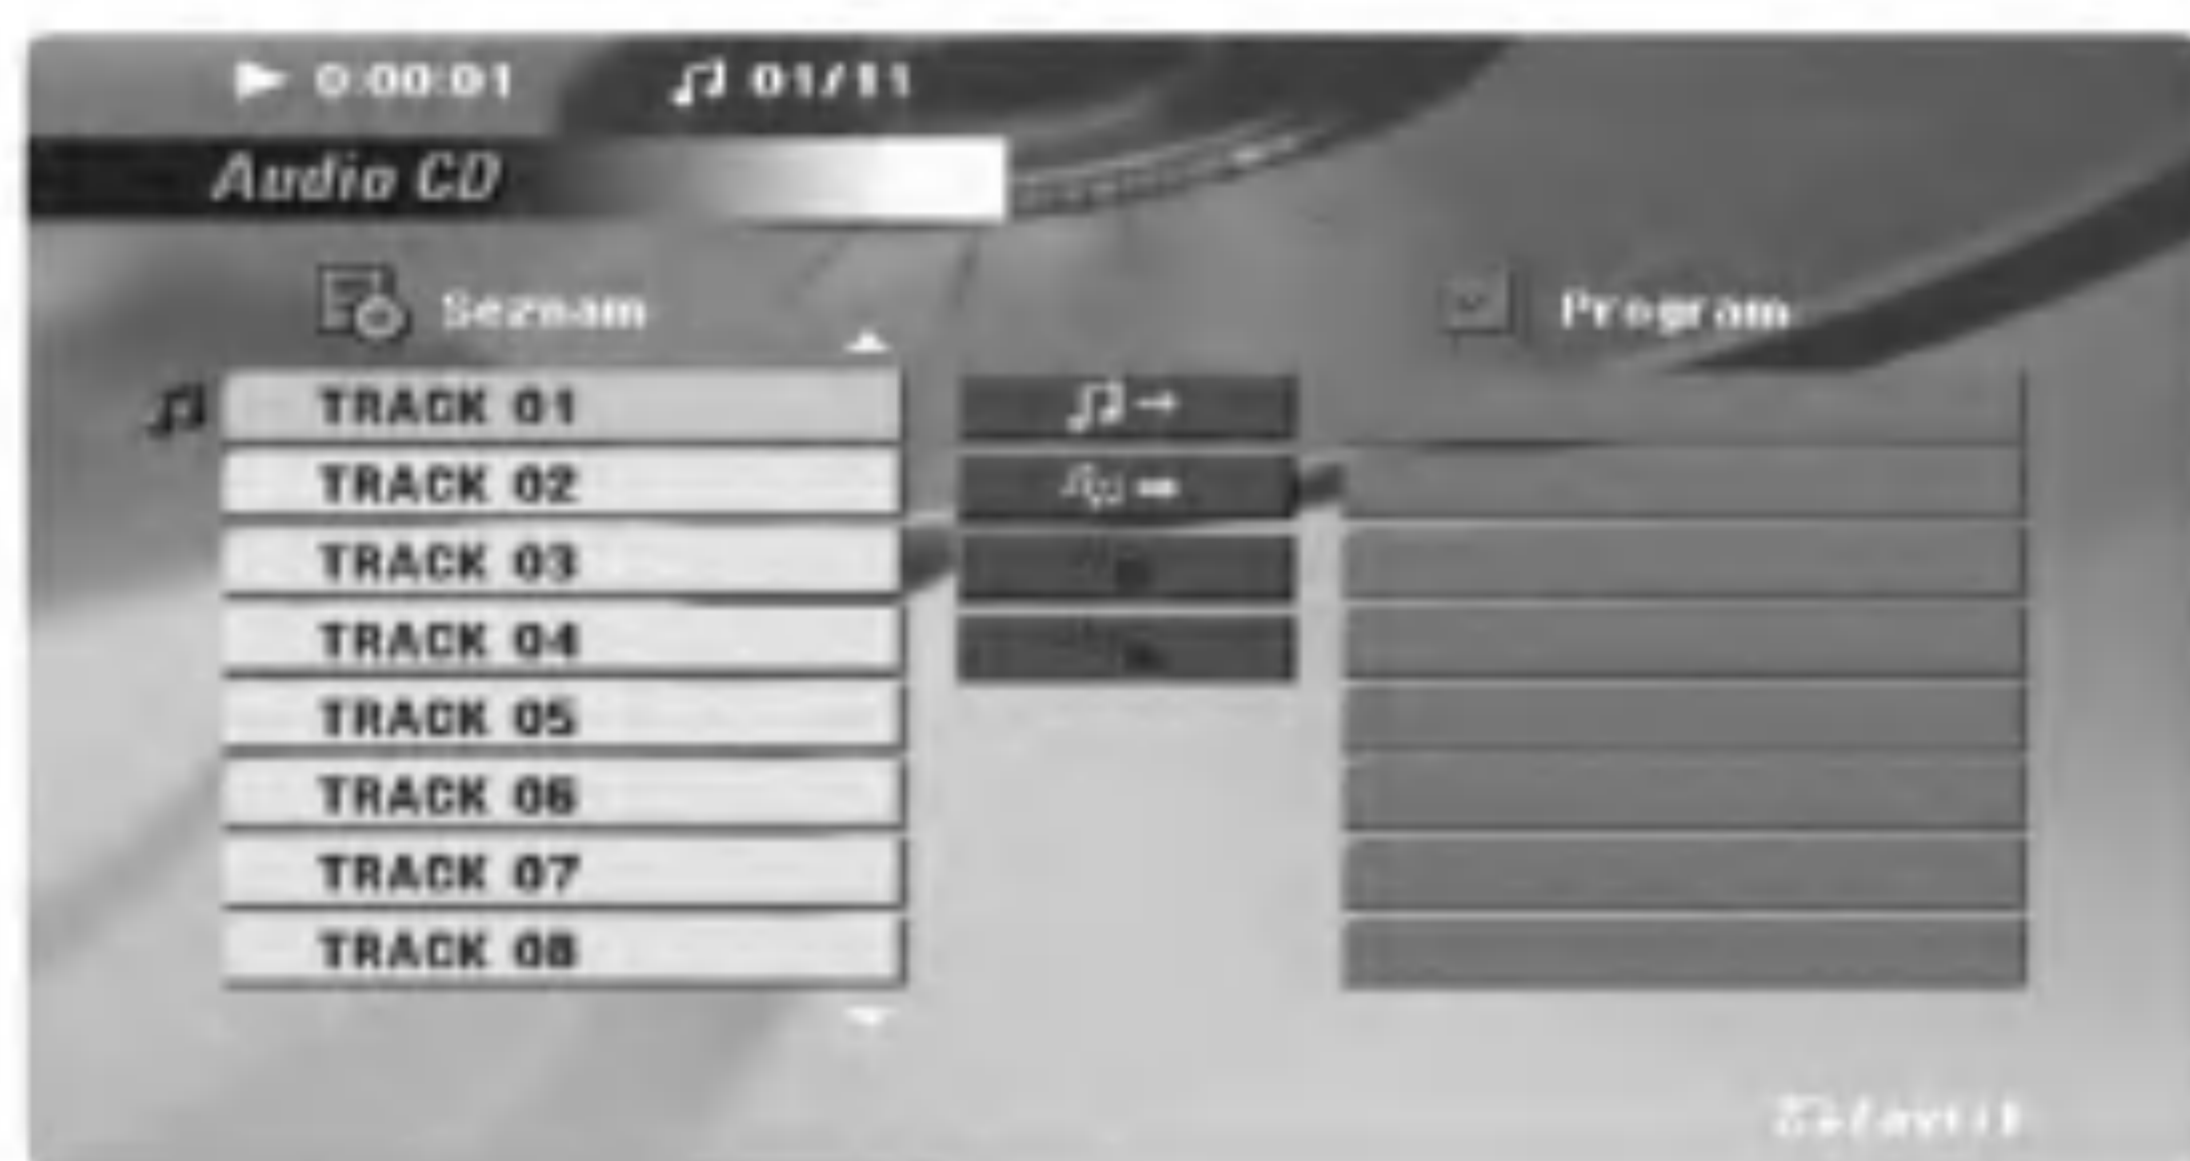 0:00:01 01/11
Audio CD
Seznam Program
TRACK 01
TRACK 02
TRACK 03
TRACK 04
TRACK 05
TRACK 06
TRACK 07
TRACK 08